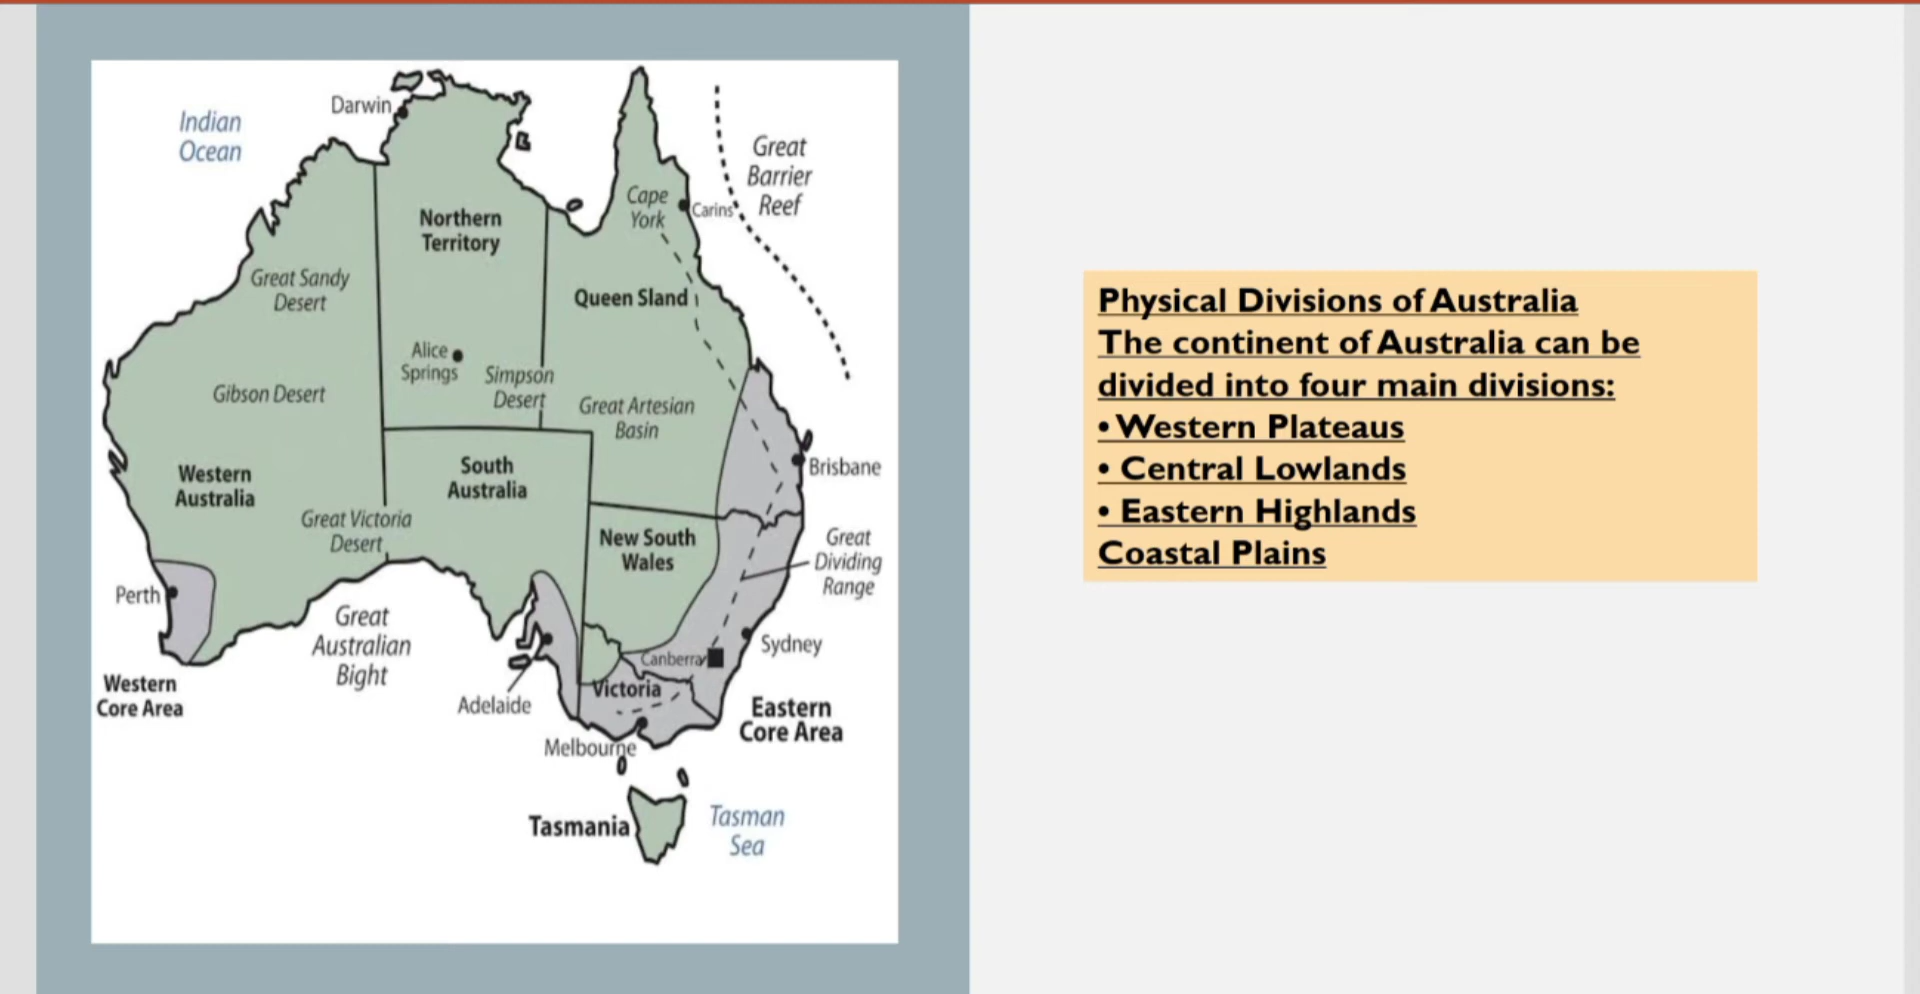 Indian
Ocean
Darwin
Great
Barrier
Reef
Cape
York
Carins
Northern
Territory
Great Sandy
Desert
Queen Sland
Alice
Springs
Simpson
Desert
Gibson Desert
Great Artesian
Basin
Western
Australia
South
Australia
Brisbane
Great Victoria
Desert
New South
Wales
Great
Dividing
Range
Perth
Great
Australian
Bight
Sydney
Canberra
Western
Core Area
Adelaide
Victoria
Eastern
Core Area
Melbourne
Tasmania
Tasman
Sea
Physical Divisions of Australia
The continent of Australia can be
divided into four main divisions:
• Western Plateaus
• Central Lowlands
• Eastern Highlands
Coastal Plains